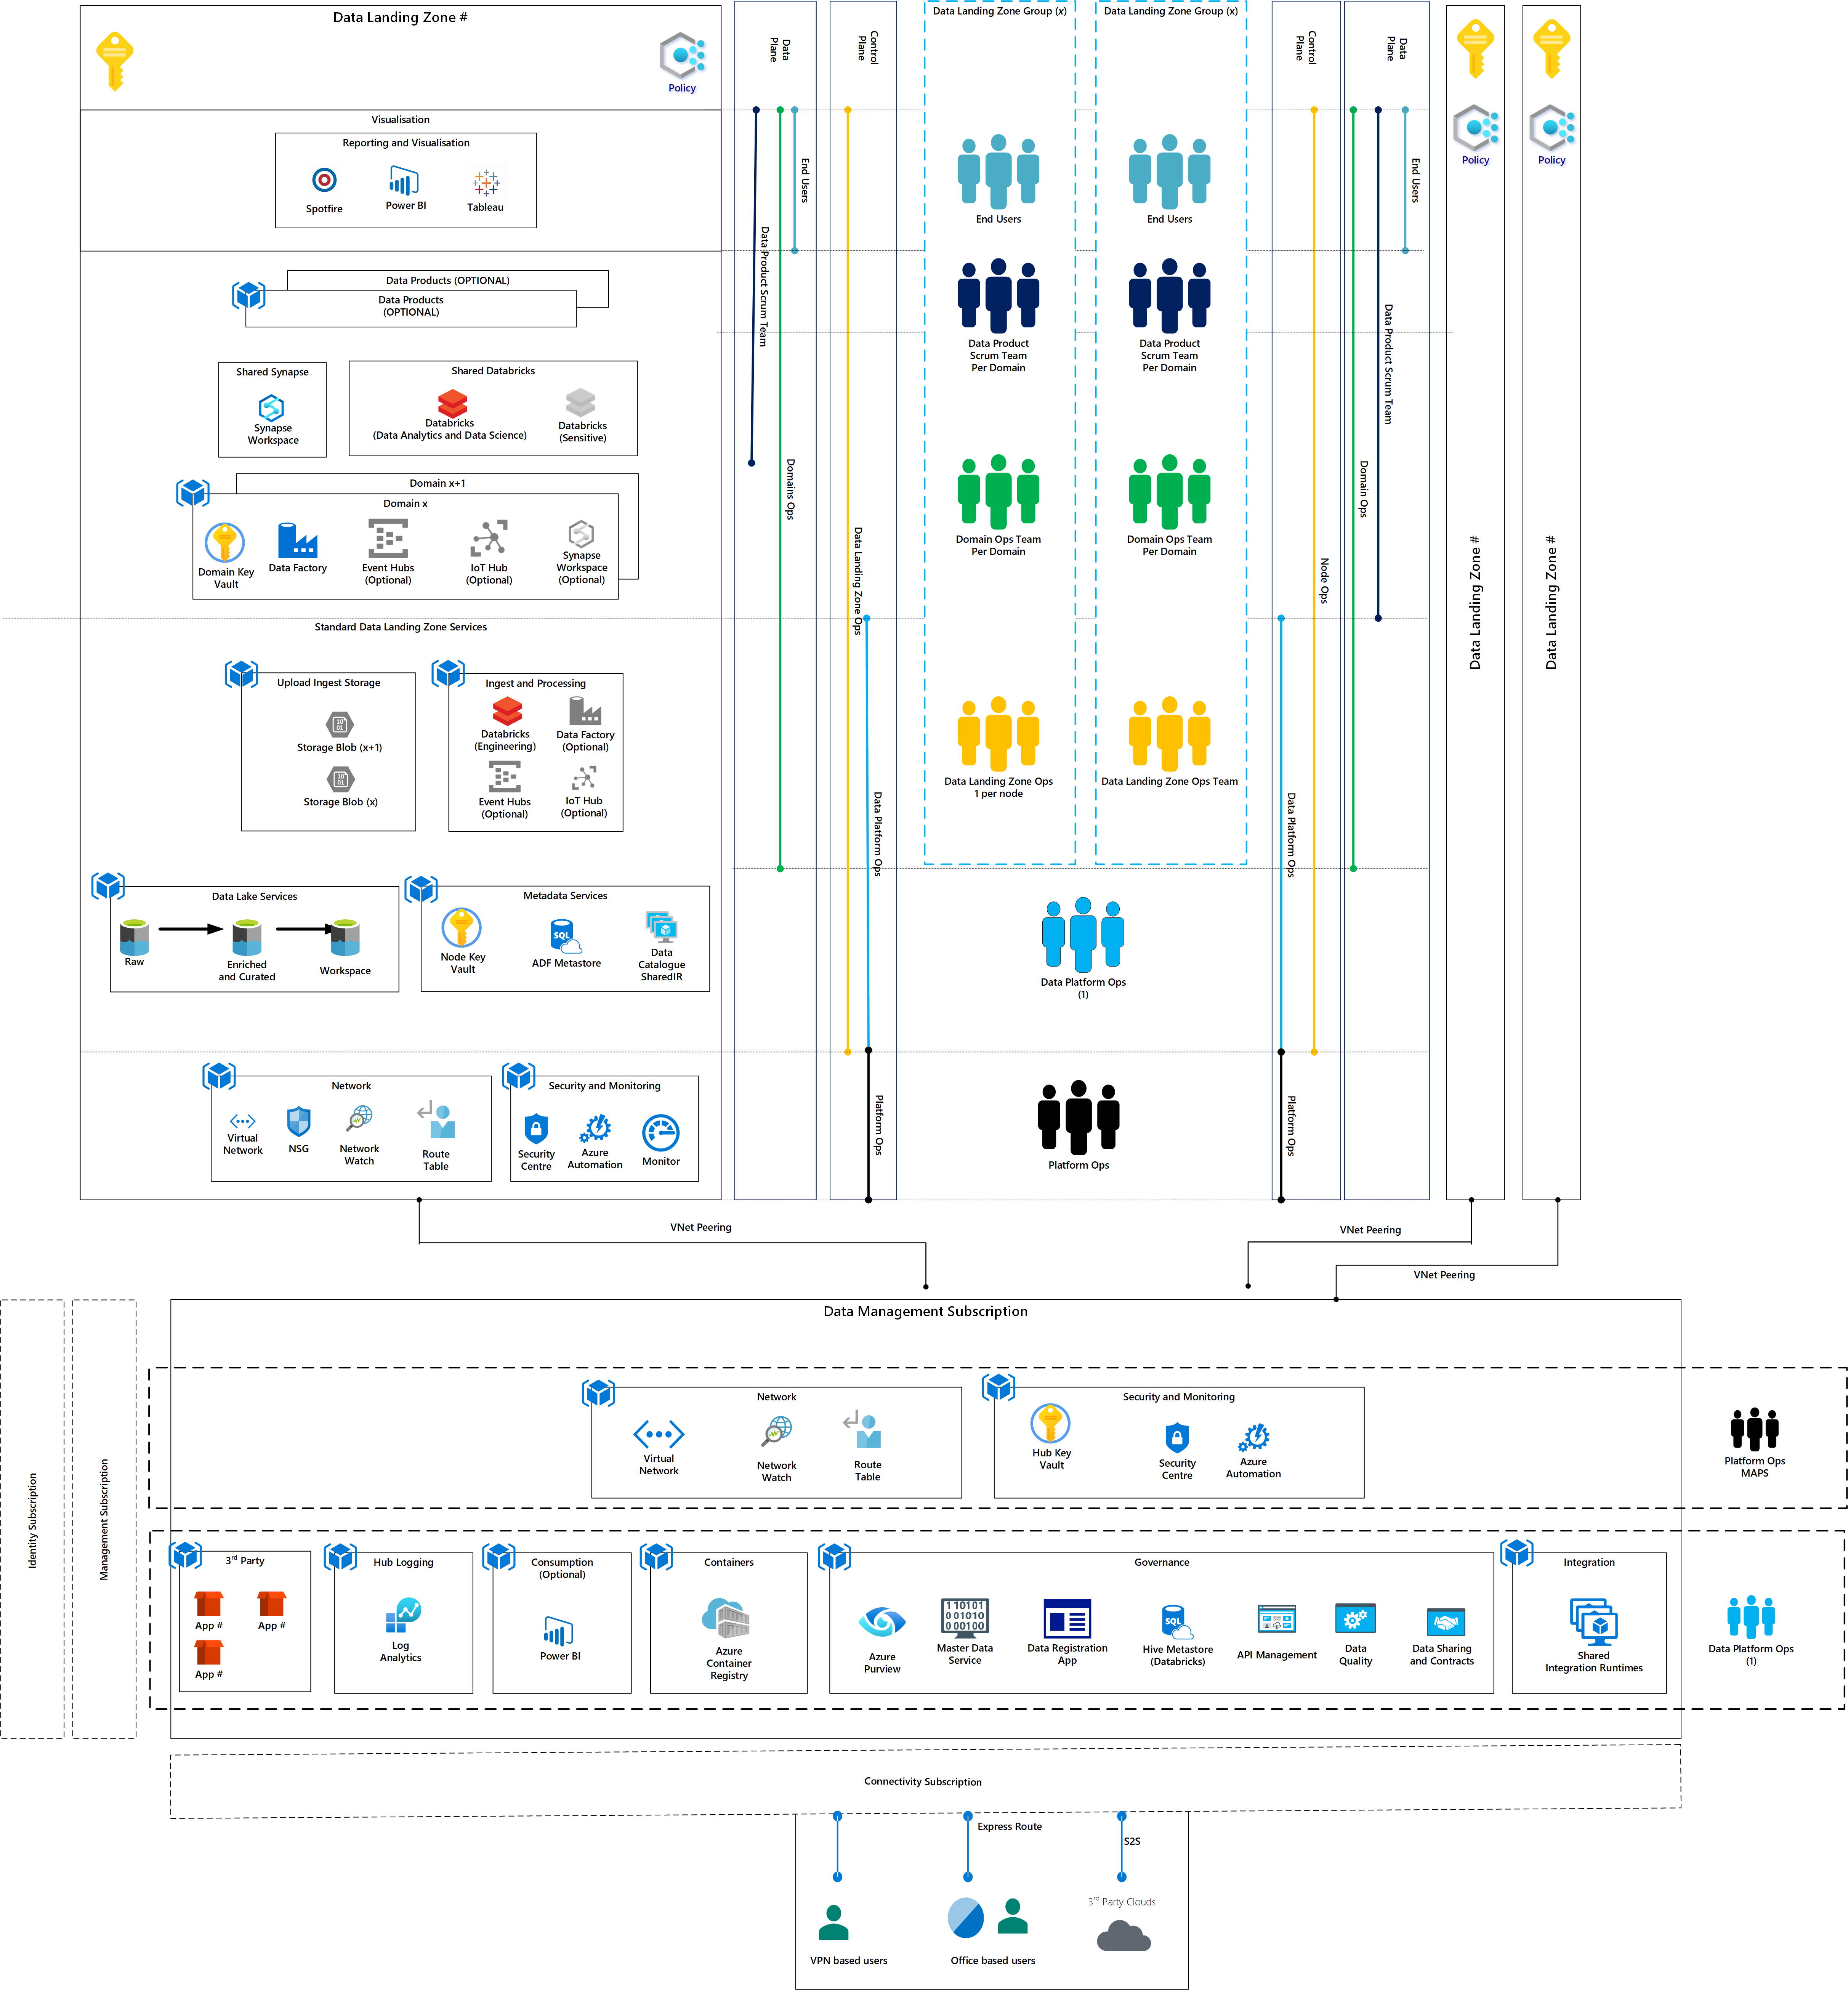 Data Landing Zone #
Policy
Visualisation
Reporting and Visualisation
Spotfire
Power BI
Tableau
Data Products (OPTIONAL)
Data Products
(OPTIONAL)
Shared Synapse
Synapse
Workspace
Shared Databricks
Databricks
(Data Analytics and Data Science)
Databricks
(Sensitive)
Domain x+1
Domain x
Domain Key
Vault
Data Factory
Event Hubs
(Optional)
IoT Hub
(Optional)
Synapse
Workspace
(Optional)
Standard Data Landing Zone Services
Upload Ingest Storage
Storage Blob (x+1)
Storage Blob (x)
Ingest and Processing
Databricks
(Engineering)
Data Factory
(Optional)
Event Hubs
(Optional)
IoT Hub
(Optional)
Data Lake Services
Raw
Enriched
and Curated
Workspace
Metadata Services
Node Key
Vault
SQL
ADF Metastore
Data
Catalogue
SharedIR
Network
Virtual
Network
NSG
Network
Watch
Route
Table
Security and Monitoring
Security
Centre
Azure
Automation
Monitor
Data
Plane
End Users
Data Product Scrum Team
Domains Ops
Control
Plane
Data Landing Zone Ops
Data Platform Ops
Platform Ops
Data Landing Zone Group (x)
End Users
Data Product
Scrum Team
Per Domain
Domain Ops Team
Per Domain
Data Landing Zone Ops
1 per node
Data Landing Zone Group (x)
End Users
Data Product
Scrum Team
Per Domain
Domain Ops Team
Per Domain
Data Landing Zone Ops Team
Data Platform Ops
(1)
Platform Ops
Control
Plane
Node Ops
Data Platform Ops
Platform Ops
Data
Plane
End Users
Data Product Scrum Team
Domain Ops
Policy
Data Landing Zone #
Policy
Data Landing Zone #
VNet Peering
VNet Peering
VNet Peering
Identity Subscription
Management Subscription
Data Management Subscription
Network
Virtual
Network
Network
Watch
Route
Table
Security and Monitoring
Hub Key
Vault
Security
Centre
Azure
Automation
Platform Ops
MAPS
3rd Party
App #
App #
App #
Hub Logging
Log
Analytics
Consumption
(Optional)
Power BI
Containers
Azure
Container
Registry
Governance
Azure
Purview
Master Data
Service
Data Registration
App
SQL
Hive Metastore
(Databricks)
API Management
Data
Quality
Data Sharing
and Contracts
Integration
Shared
Integration Runtimes
Data Platform Ops
(1)
Connectivity Subscription
Express Route
S2S
3rd Party Clouds
VPN based users
Office based users